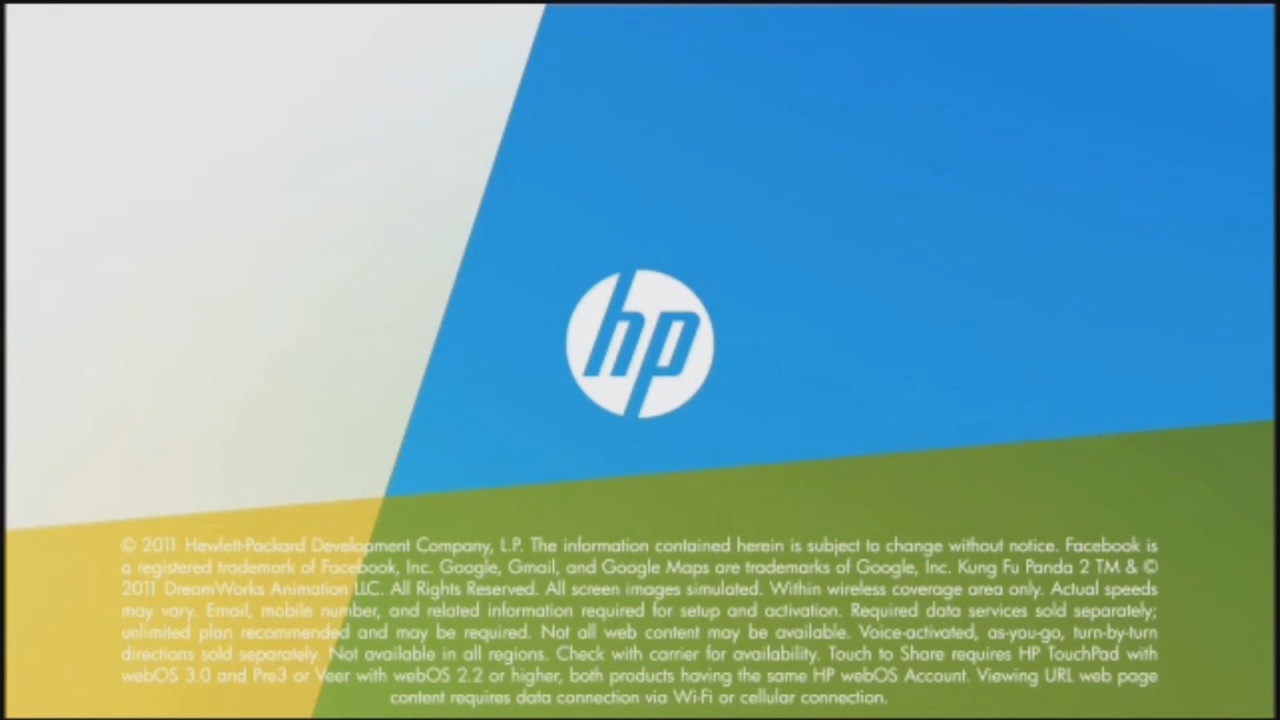 hp
© 2011 Hewlett-Packard Development Company, L.P. The information contained herein is subject to change without notice. Facebook is
a registered trademark of Facebook, Inc. Google, Gmail, and Google Maps are trademarks of Google, Inc. Kung Fu Panda 2 TM & ©
2011 DreamWorks Animation LLC. All Rights Reserved. All screen images simulated. Within wireless coverage area only. Actual speeds
may vary. Email, mobile number, and related information required for setup and activation. Required data services sold separately;
unlimited plan recommended and may be required. Not all web content may be available. Voice-activated, as-you-go, turn-by-turn
directions sold separately. Not available in all regions. Check with carrier for availability. Touch to Share requires HP TouchPad with
webOS 3.0 and Pre3 or Veer with webOS 2.2 or higher, both products having the same HP webOS Account. Viewing URL web page
content requires data connection via Wi-Fi or cellular connection.